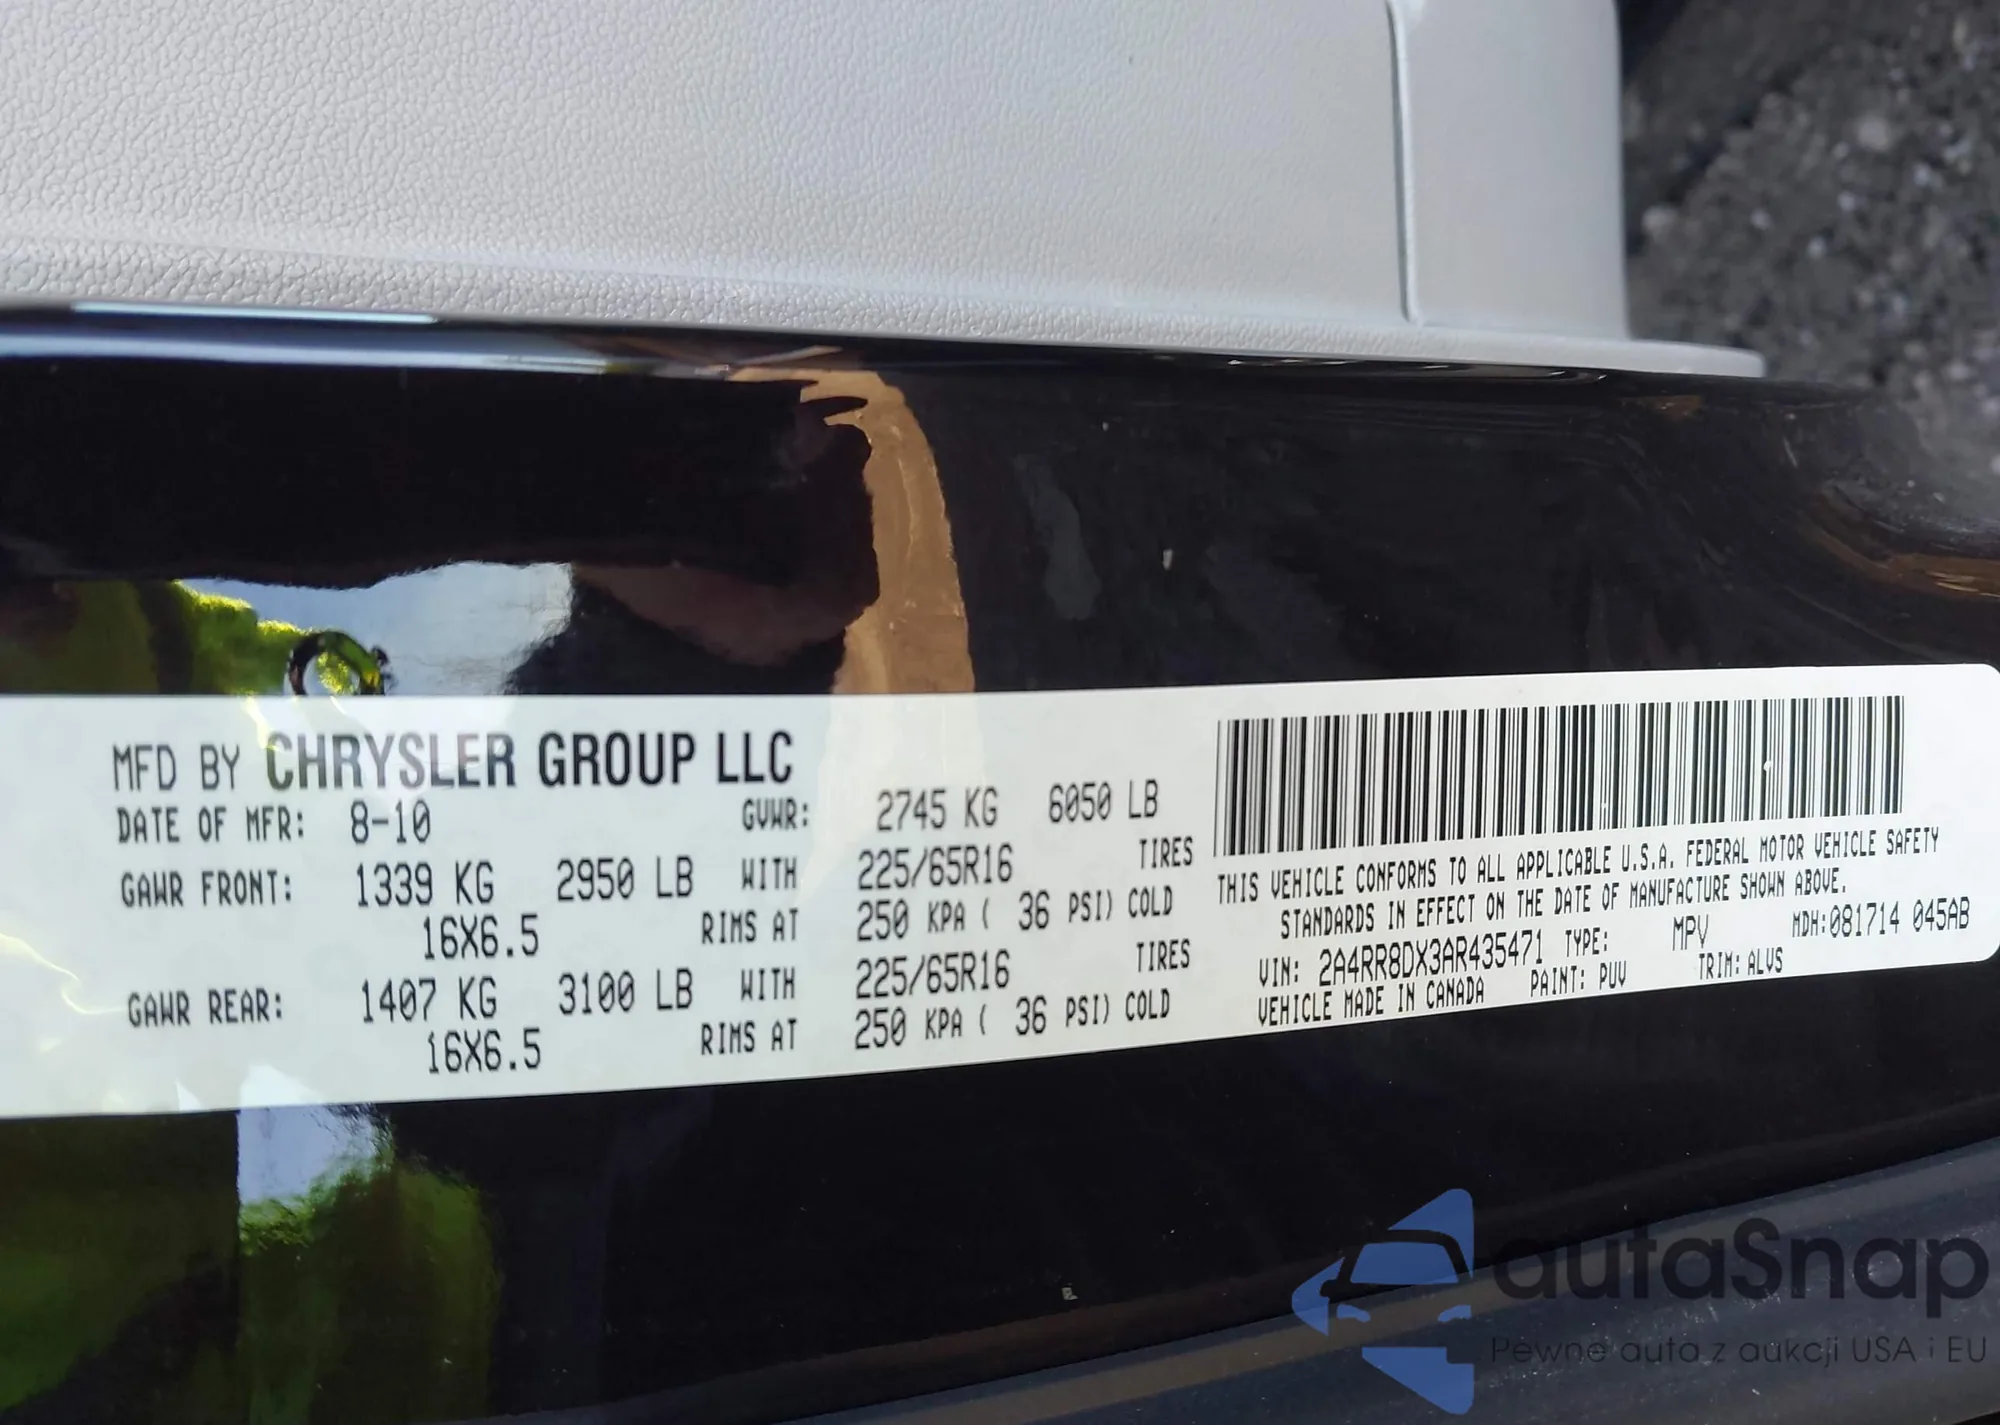 MFD BY CHRYSLER GROUP LLC
DATE OF MFR: 8-10 GVWR: 2745 KG 6050 LB
GAWR FRONT: 1339 KG 2950 LB WITH 225/65R16 TIRES
16X6.5 RIMS AT 250 KPA ( 36 PSI) COLD
GAWR REAR: 1407 KG 3100 LB WITH 225/65R16 TIRES
16X6.5 RIMS AT 250 KPA ( 36 PSI) COLD
THIS VEHICLE CONFORMS TO ALL APPLICABLE U.S.A. FEDERAL MOTOR VEHICLE SAFETY
STANDARDS IN EFFECT ON THE DATE OF MANUFACTURE SHOWN ABOVE.
VIN: 2A4RR8DX3AR435471 TYPE: MPV MDH:081714 045AB
VEHICLE MADE IN CANADA PAINT: PUV TRIM: ALVS
autaSnap
Pewne auta z aukcji USA i EU